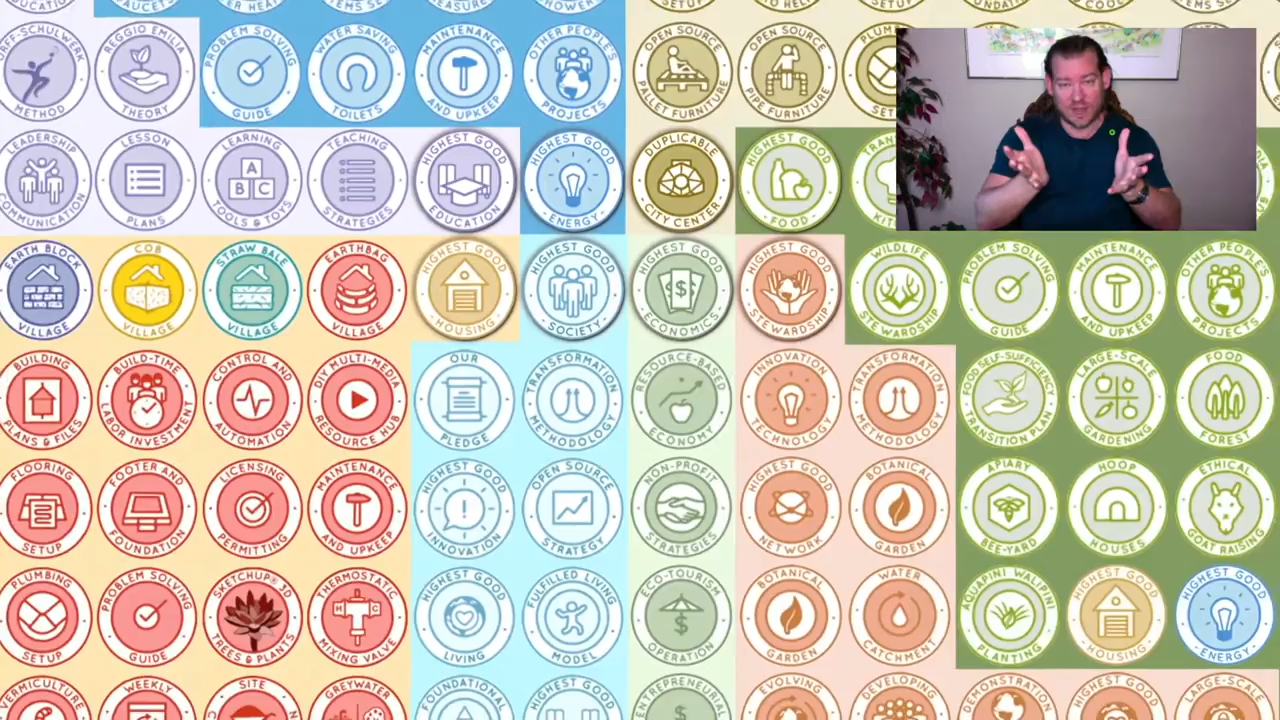 FAUCETS
ORFF-SCHULWERK METHOD
REGGIO EMILIA THEORY
PROBLEM SOLVING GUIDE
WATER SAVING TOILETS
MAINTENANCE AND UPKEEP
OTHER PEOPLE'S PROJECTS
OPEN SOURCE PALLET FURNITURE
OPEN SOURCE PIPE FURNITURE
LEADERSHIP COMMUNICATION
LESSON PLANS
LEARNING TOOLS & TOYS
A B C
TEACHING STRATEGIES
HIGHEST GOOD EDUCATION
HIGHEST GOOD ENERGY
DUPLICABLE CITY CENTER
HIGHEST GOOD FOOD
EARTH BLOCK VILLAGE
COB VILLAGE
STRAW BALE VILLAGE
EARTHBAG VILLAGE
HIGHEST GOOD HOUSING
HIGHEST GOOD SOCIETY
HIGHEST GOOD ECONOMICS
$
HIGHEST GOOD STEWARDSHIP
WILDLIFE STEWARDSHIP
PROBLEM SOLVING GUIDE
MAINTENANCE AND UPKEEP
OTHER PEOPLE'S PROJECTS
BUILDING PLANS & FILES
BUILD-TIME LABOR INVESTMENT
CONTROL AND AUTOMATION
DIY MULTI-MEDIA RESOURCE HUB
OUR PLEDGE
TRANSFORMATION METHODOLOGY
RESOURCE-BASED ECONOMY
INNOVATION TECHNOLOGY
TRANSFORMATION METHODOLOGY
FOOD SELF-SUFFICIENCY TRANSITION PLAN
LARGE-SCALE GARDENING
FOOD FOREST
FLOORING SETUP
FOOTER AND FOUNDATION
LICENSING PERMITTING
MAINTENANCE AND UPKEEP
HIGHEST GOOD INNOVATION
OPEN SOURCE STRATEGY
NON-PROFIT STRATEGIES
HIGHEST GOOD NETWORK
BOTANICAL GARDEN
APIARY BEE-YARD
HOOP HOUSES
ETHICAL GOAT RAISING
PLUMBING SETUP
PROBLEM SOLVING GUIDE
SKETCHUP® 3D TREES & PLANTS
THERMOSTATIC MIXING VALVE
H C
HIGHEST GOOD LIVING
FULFILLED LIVING MODEL
ECO-TOURISM OPERATION
$
BOTANICAL GARDEN
WATER CATCHMENT
AQUAPINI WALIPINI PLANTING
HIGHEST GOOD HOUSING
HIGHEST GOOD ENERGY
VERMICULTURE
WEEKLY
SITE
GREYWATER
FOUNDATIONAL
HIGHEST GOOD
ENTREPRENEURIAL
$
EVOLVING
DEVELOPING
DEMONSTRATION
HIGHEST GOOD
LARGE-SCALE